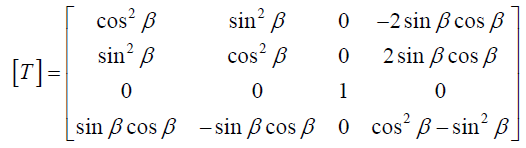 [T] = [ cos² β sin² β 0 −2 sin β cos β
sin² β cos² β 0 2 sin β cos β
0 0 1 0
sin β cos β −sin β cos β 0 cos² β − sin² β ]